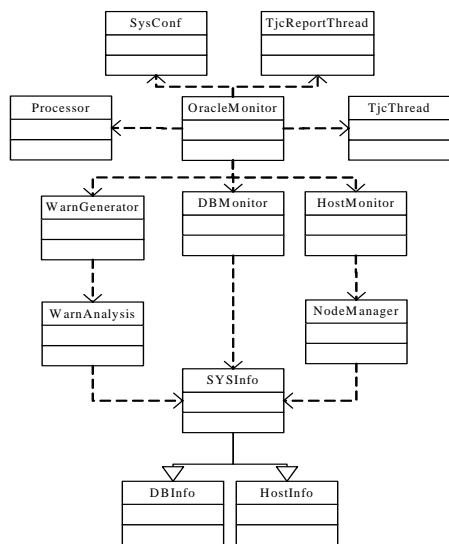 SysConf
TjcReportThread
Processor
OracleMonitor
TjcThread
WarnGenerator
DBMonitor
HostMonitor
WarnAnalysis
NodeManager
SYSInfo
DBInfo
HostInfo